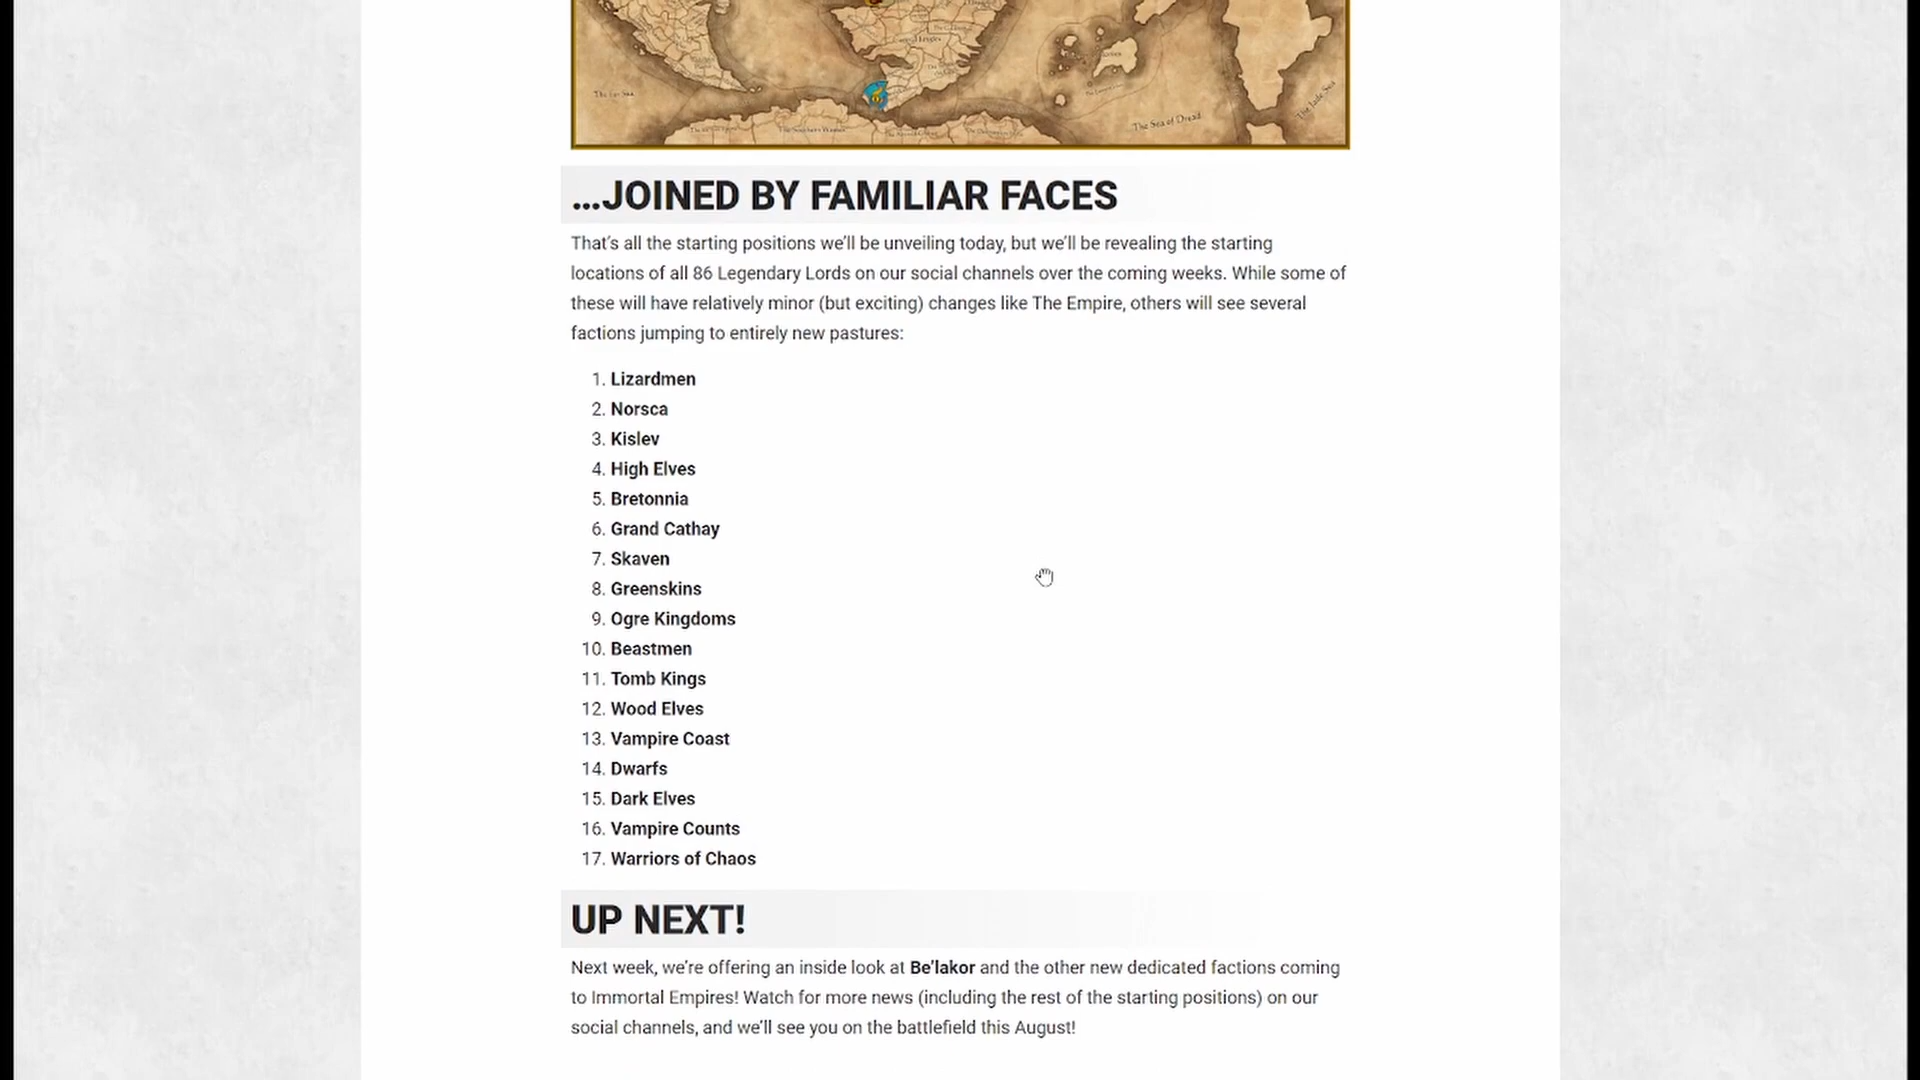 The Sea of Dread
The Jade Sea
…JOINED BY FAMILIAR FACES
That’s all the starting positions we’ll be unveiling today, but we’ll be revealing the starting
locations of all 86 Legendary Lords on our social channels over the coming weeks. While some of
these will have relatively minor (but exciting) changes like The Empire, others will see several
factions jumping to entirely new pastures:
1. Lizardmen
2. Norsca
3. Kislev
4. High Elves
5. Bretonnia
6. Grand Cathay
7. Skaven
8. Greenskins
9. Ogre Kingdoms
10. Beastmen
11. Tomb Kings
12. Wood Elves
13. Vampire Coast
14. Dwarfs
15. Dark Elves
16. Vampire Counts
17. Warriors of Chaos
UP NEXT!
Next week, we’re offering an inside look at Be’lakor and the other new dedicated factions coming
to Immortal Empires! Watch for more news (including the rest of the starting positions) on our
social channels, and we’ll see you on the battlefield this August!